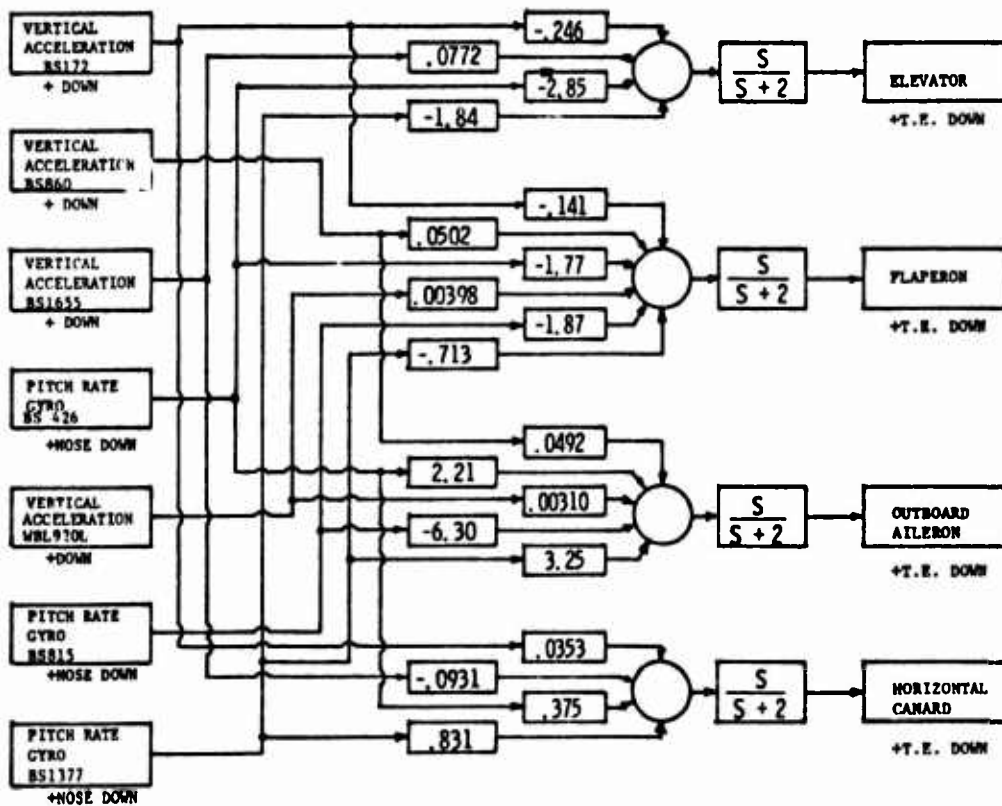 VERTICAL
ACCELERATION
BS172
+ DOWN
VERTICAL
ACCELERATION
BS860
+ DOWN
VERTICAL
ACCELERATION
BS1655
+ DOWN
PITCH RATE
GYRO
BS 426
+NOSE DOWN
VERTICAL
ACCELERATION
WBL970L
+DOWN
PITCH RATE
GYRO
BS815
+NOSE DOWN
PITCH RATE
GYRO
BS1377
+NOSE DOWN
-.246
.0772
-2.85
-1.84
S
S + 2
ELEVATOR
+T.E. DOWN
-.141
.0502
-1.77
.00398
-1.87
-.713
S
S + 2
FLAPERON
+T.E. DOWN
.0492
2.21
.00310
-6.30
3.25
S
S + 2
OUTBOARD
AILERON
+T.E. DOWN
.0353
-.0931
.375
.831
S
S + 2
HORIZONTAL
CANARD
+T.E. DOWN